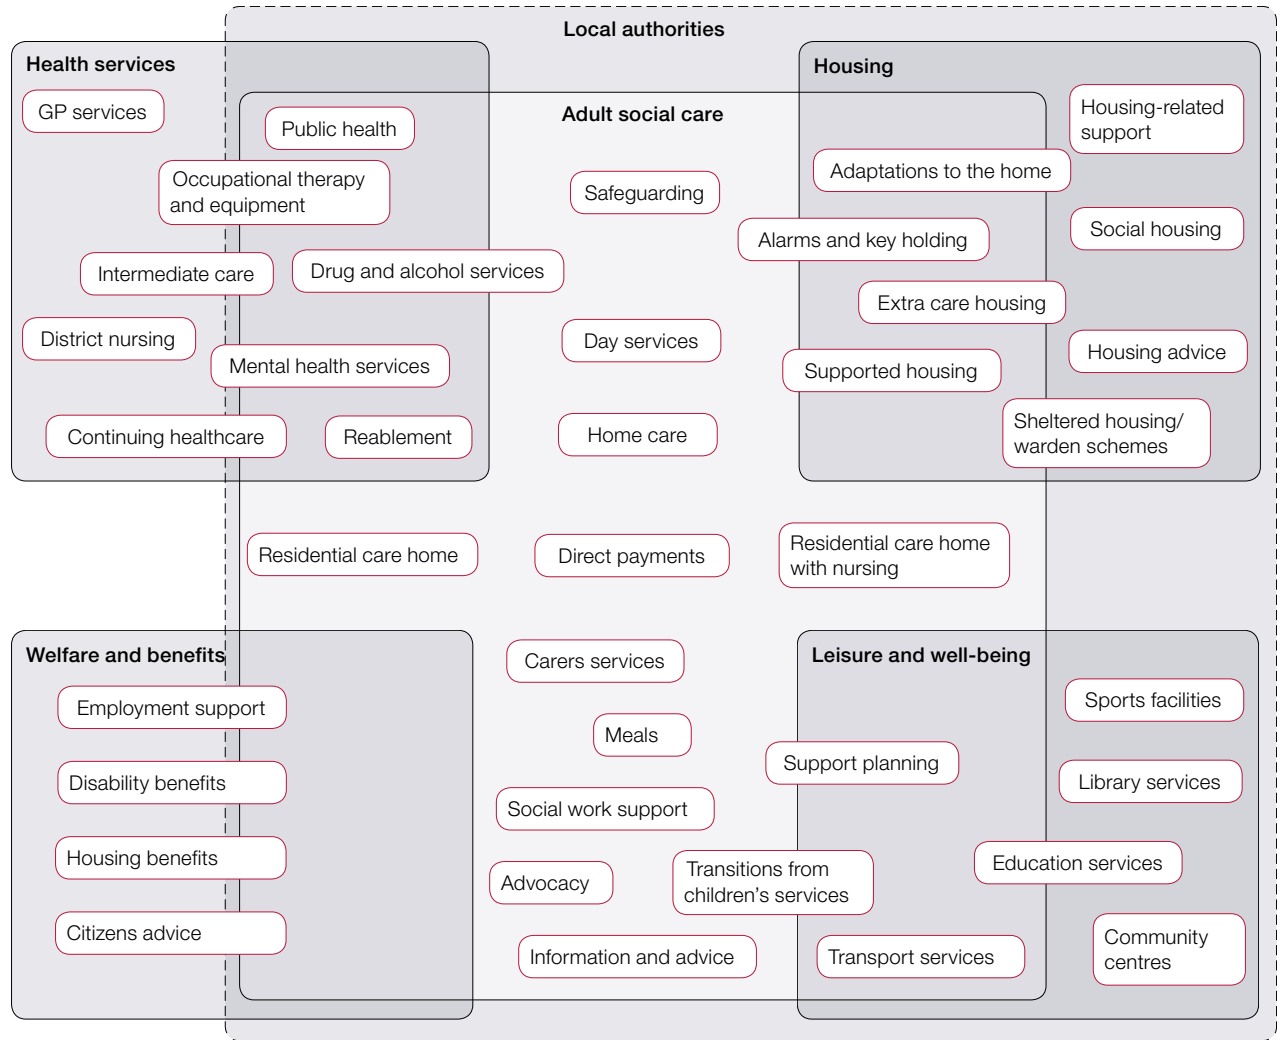 Local authorities
Health services
Housing
GP services
Public health
Adult social care
Housing-related
support
Occupational therapy
and equipment
Safeguarding
Adaptations to the home
Alarms and key holding
Social housing
Intermediate care
Drug and alcohol services
Extra care housing
District nursing
Day services
Housing advice
Mental health services
Supported housing
Continuing healthcare
Reablement
Home care
Sheltered housing/
warden schemes
Residential care home
Direct payments
Residential care home
with nursing
Welfare and benefits
Carers services
Leisure and well-being
Employment support
Sports facilities
Meals
Support planning
Disability benefits
Library services
Social work support
Housing benefits
Advocacy
Transitions from
children’s services
Education services
Citizens advice
Information and advice
Transport services
Community
centres